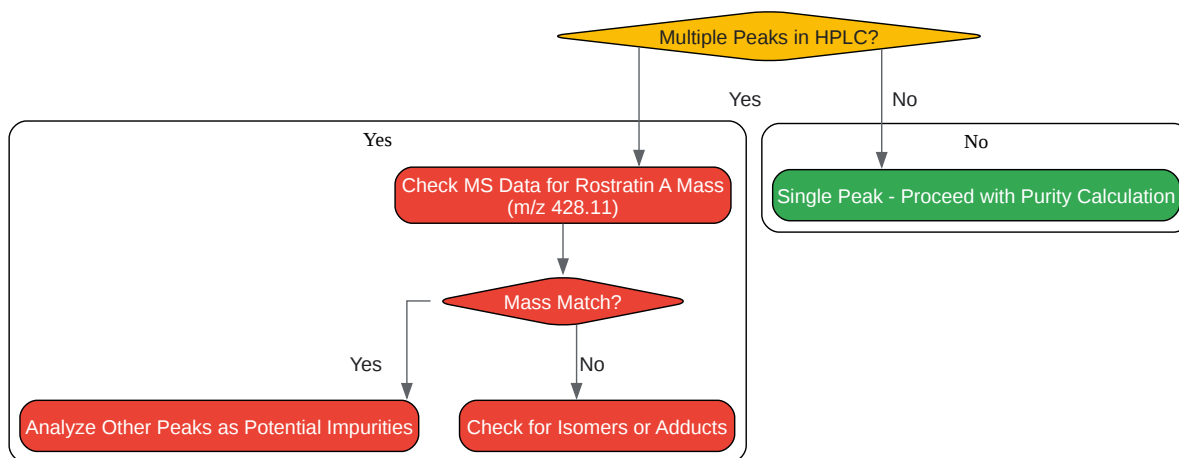 Multiple Peaks in HPLC?
Yes
No
Yes
No
Check MS Data for Rostratin A Mass
(m/z 428.11)
Single Peak - Proceed with Purity Calculation
Mass Match?
Yes
No
Analyze Other Peaks as Potential Impurities
Check for Isomers or Adducts